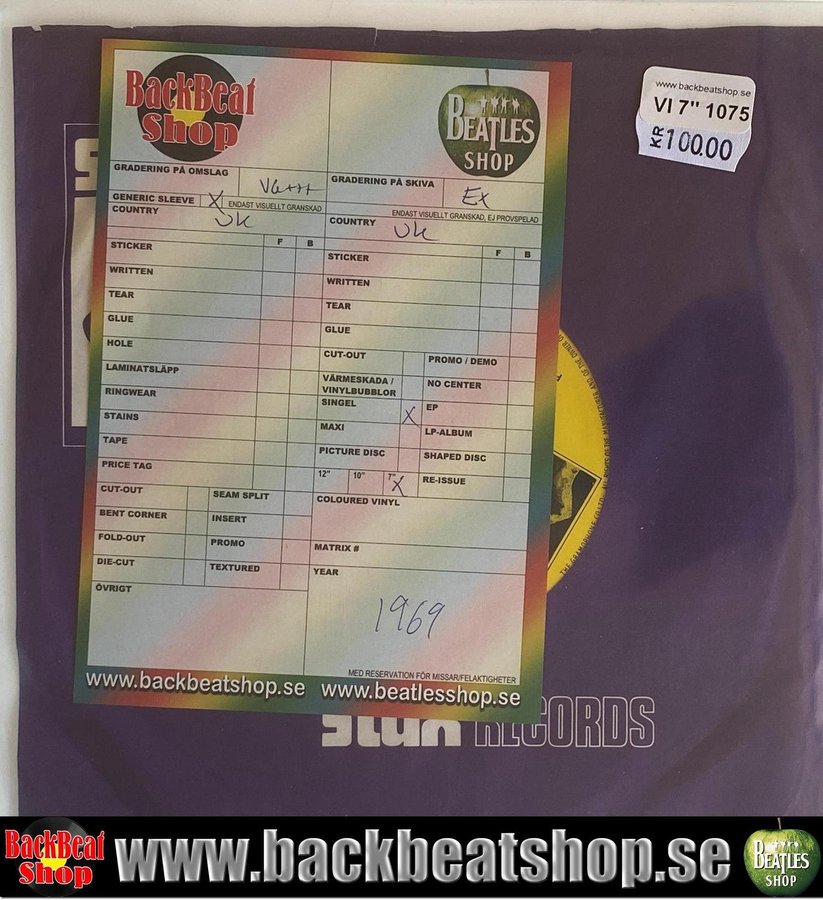 www.backbeatshop.se
VI 7" 1075
KR 100.00
BackBeat
Shop
BEATLES
SHOP
GRADERING PÅ OMSLAG
VG+++
GENERIC SLEEVE
X
ENDAST VISUELLT GRANSKAD
COUNTRY
UK
STICKER
F
B
WRITTEN
TEAR
GLUE
HOLE
LAMINATSLÄPP
RINGWEAR
STAINS
TAPE
PRICE TAG
CUT-OUT
SEAM SPLIT
BENT CORNER
INSERT
FOLD-OUT
PROMO
DIE-CUT
TEXTURED
ÖVRIGT
GRADERING PÅ SKIVA
EX
ENDAST VISUELLT GRANSKAD, EJ PROVSPELAD
COUNTRY
UK
STICKER
F
B
WRITTEN
TEAR
GLUE
CUT-OUT
PROMO / DEMO
VÄRMESKADA /
VINYLBUBBLOR
NO CENTER
SINGEL
X
EP
MAXI
LP-ALBUM
PICTURE DISC
SHAPED DISC
12"
10"
7"
X
RE-ISSUE
COLOURED VINYL
MATRIX #
YEAR
1969
MED RESERVATION FÖR MISSAR/FELAKTIGHETER
www.backbeatshop.se
www.beatlesshop.se
RECORDS
BackBeat
Shop
www.backbeatshop.se
BEATLES
SHOP